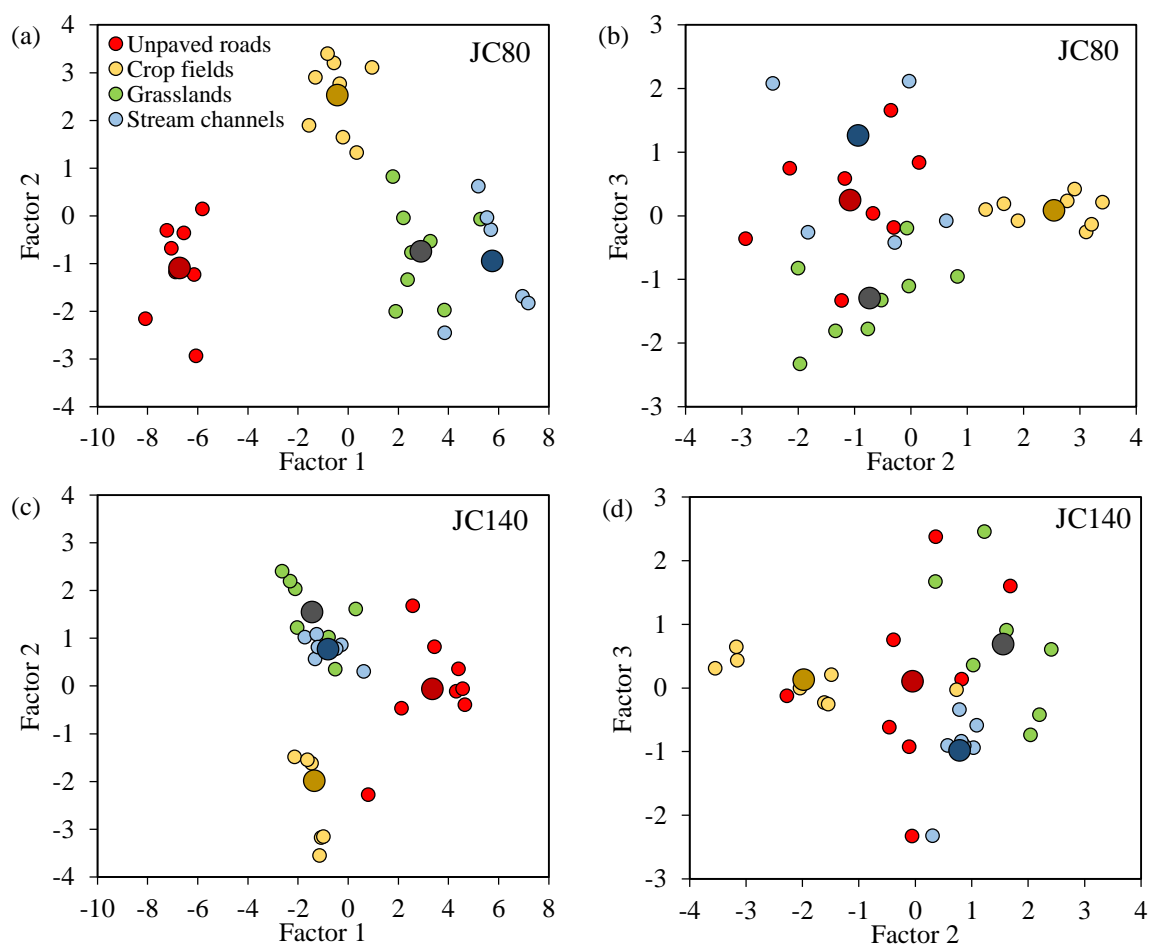 (a)
JC80
Unpaved roads
Crop fields
Grasslands
Stream channels
4
3
2
1
0
-1
-2
-3
-4
Factor 2
-10 -8 -6 -4 -2 0 2 4 6 8
Factor 1
(b)
JC80
3
2
1
0
-1
-2
-3
Factor 3
-4 -3 -2 -1 0 1 2 3 4
Factor 2
(c)
JC140
4
3
2
1
0
-1
-2
-3
-4
Factor 2
-10 -8 -6 -4 -2 0 2 4 6 8
Factor 1
(d)
JC140
3
2
1
0
-1
-2
-3
Factor 3
-4 -3 -2 -1 0 1 2 3 4
Factor 2